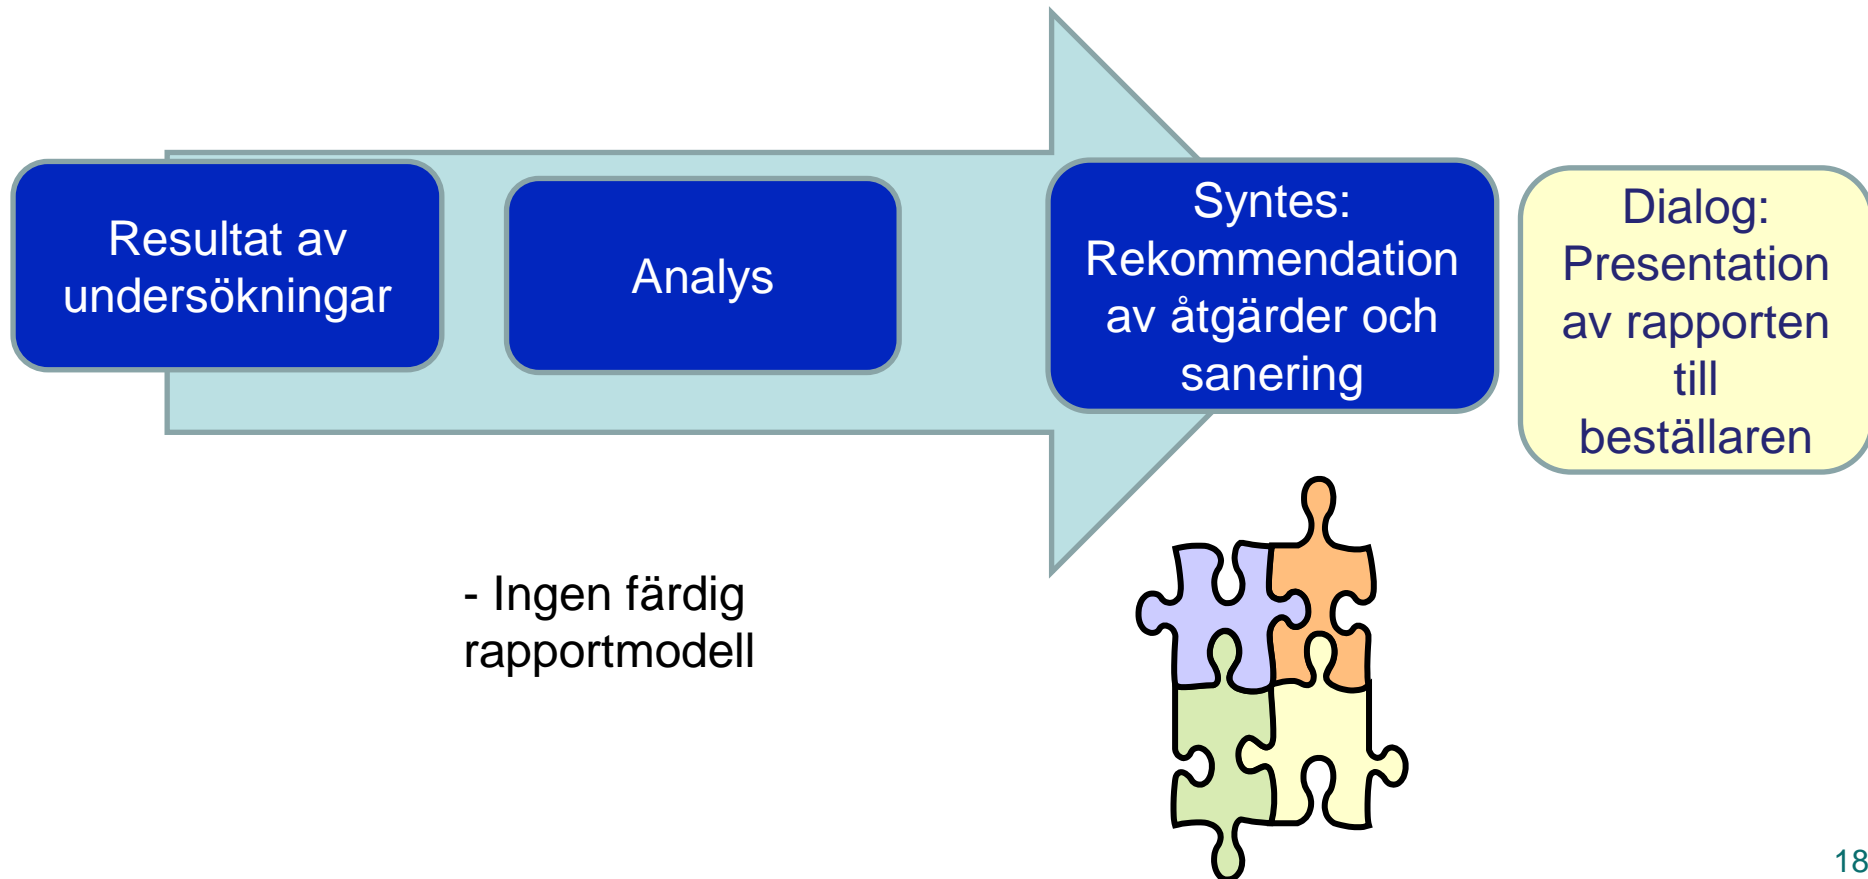 Resultat av
undersökningar
Analys
Syntes:
Rekommendation
av åtgärder och
sanering
Dialog:
Presentation
av rapporten
till
beställaren
- Ingen färdig
rapportmodell
18